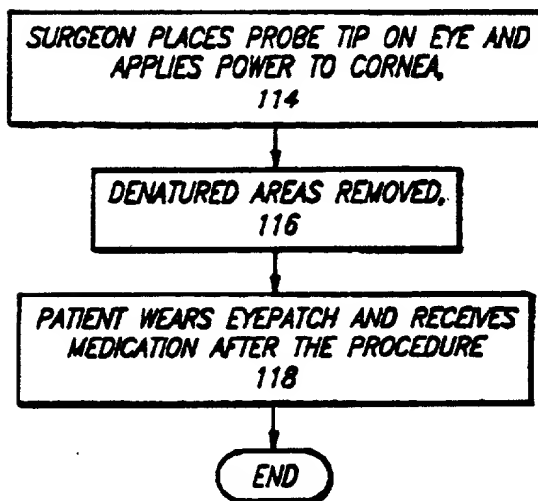 SURGEON PLACES PROBE TIP ON EYE AND
APPLIES POWER TO CORNEA,
114
DENATURED AREAS REMOVED,
116
PATIENT WEARS EYEPATCH AND RECEIVES
MEDICATION AFTER THE PROCEDURE
118
END